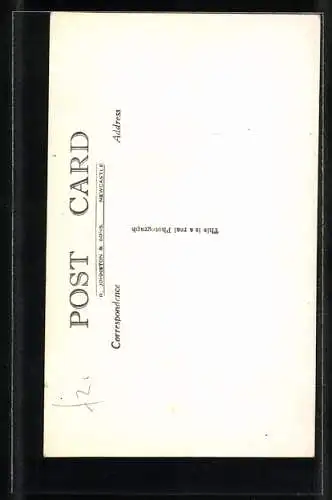 POST CARD
R. JOHNSTON & SONS. NEWCASTLE
Correspondence
Address
This is a real Photograph